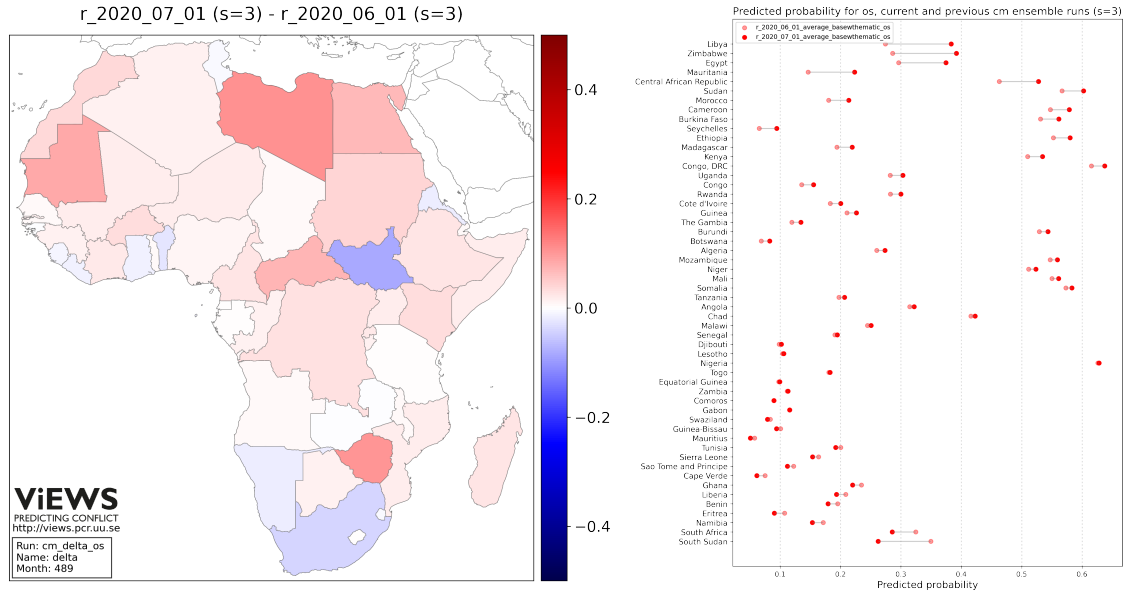 r_2020_07_01 (s=3) - r_2020_06_01 (s=3)
0.4
0.2
0.0
−0.2
−0.4
ViEWS
PREDICTING CONFLICT
http://views.pcr.uu.se
Run: cm_delta_os
Name: delta
Month: 489
Predicted probability for os, current and previous cm ensemble runs (s=3)
r_2020_06_01_average_basewthematic_os
r_2020_07_01_average_basewthematic_os
Libya
Zimbabwe
Egypt
Mauritania
Central African Republic
Sudan
Morocco
Cameroon
Burkina Faso
Seychelles
Ethiopia
Madagascar
Kenya
Congo, DRC
Uganda
Congo
Rwanda
Cote d'Ivoire
Guinea
The Gambia
Burundi
Botswana
Algeria
Mozambique
Niger
Mali
Somalia
Tanzania
Angola
Chad
Malawi
Senegal
Djibouti
Lesotho
Nigeria
Togo
Equatorial Guinea
Zambia
Comoros
Gabon
Swaziland
Guinea-Bissau
Mauritius
Tunisia
Sierra Leone
Sao Tome and Principe
Cape Verde
Ghana
Liberia
Benin
Eritrea
Namibia
South Africa
South Sudan
0.1 0.2 0.3 0.4 0.5 0.6
Predicted probability